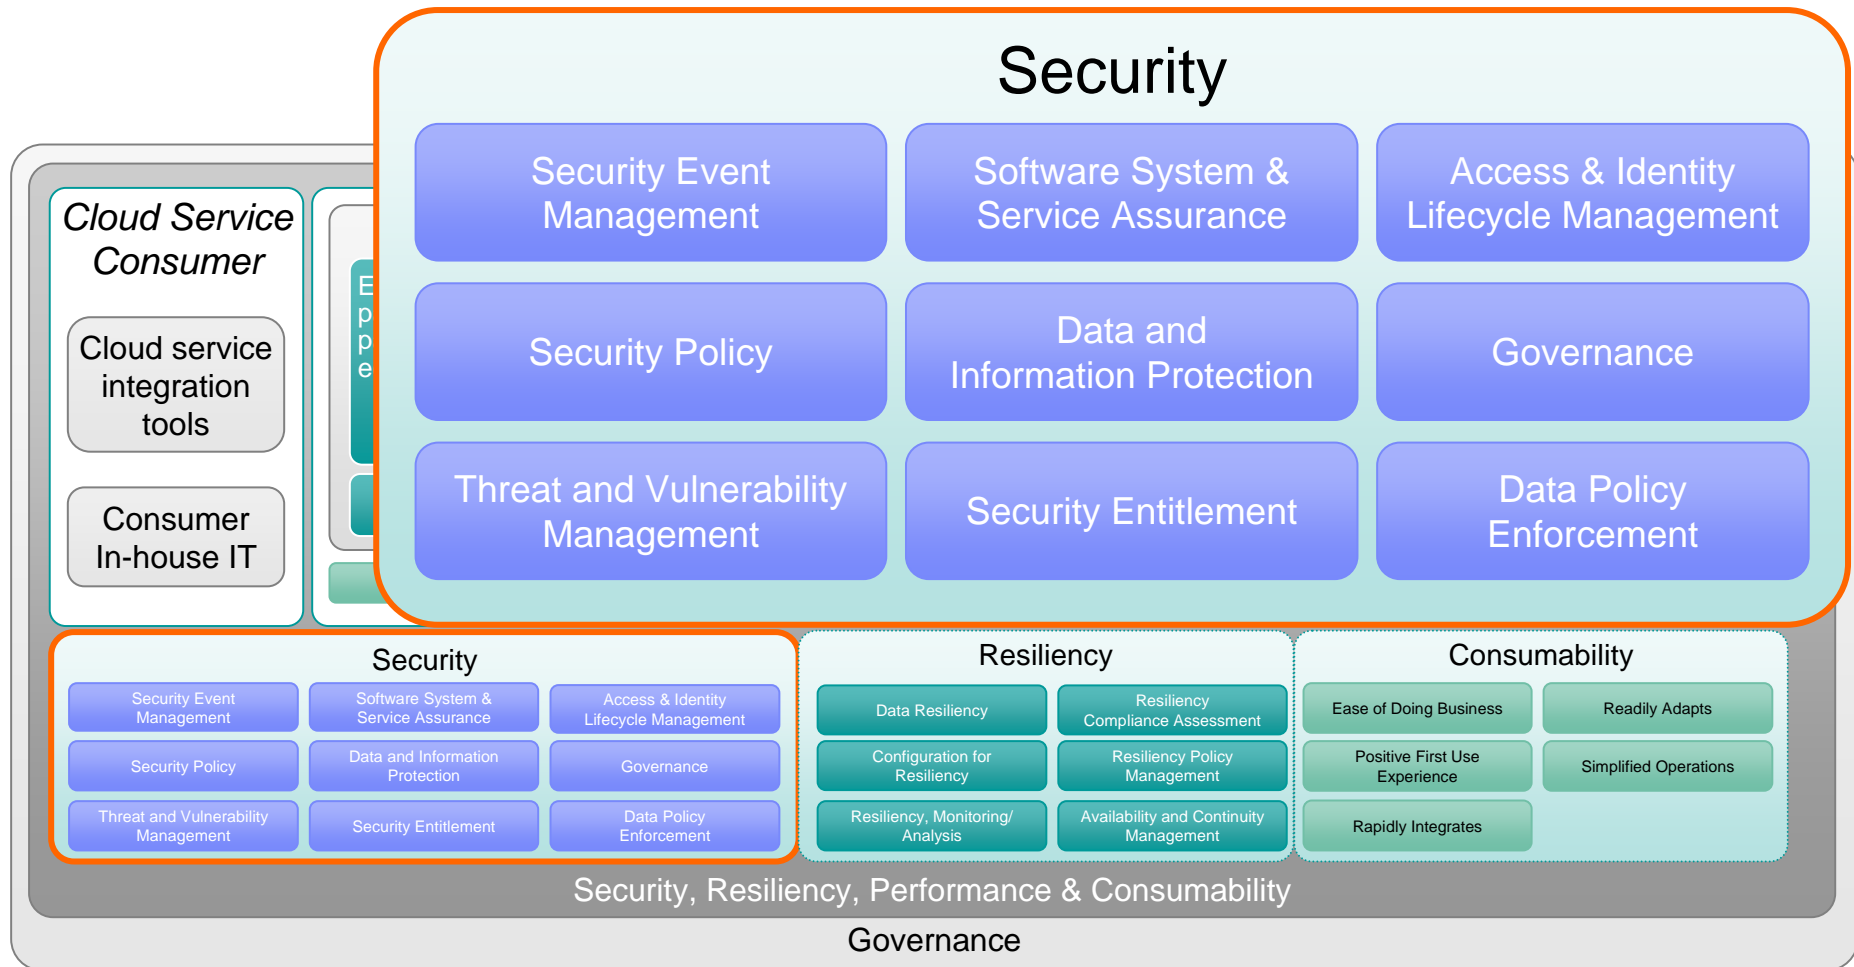 Security
Security Event
Management
Software System &
Service Assurance
Access & Identity
Lifecycle Management
Security Policy
Data and
Information Protection
Governance
Threat and Vulnerability
Management
Security Entitlement
Data Policy
Enforcement
Cloud Service
Consumer
Cloud service
integration
tools
Consumer
In-house IT
E
p
p
e
Security
Security Event
Management
Software System &
Service Assurance
Access & Identity
Lifecycle Management
Security Policy
Data and Information
Protection
Governance
Threat and Vulnerability
Management
Security Entitlement
Data Policy
Enforcement
Resiliency
Data Resiliency
Resiliency
Compliance Assessment
Configuration for
Resiliency
Resiliency Policy
Management
Resiliency, Monitoring/
Analysis
Availability and Continuity
Management
Consumability
Ease of Doing Business
Readily Adapts
Positive First Use
Experience
Simplified Operations
Rapidly Integrates
Security, Resiliency, Performance & Consumability
Governance